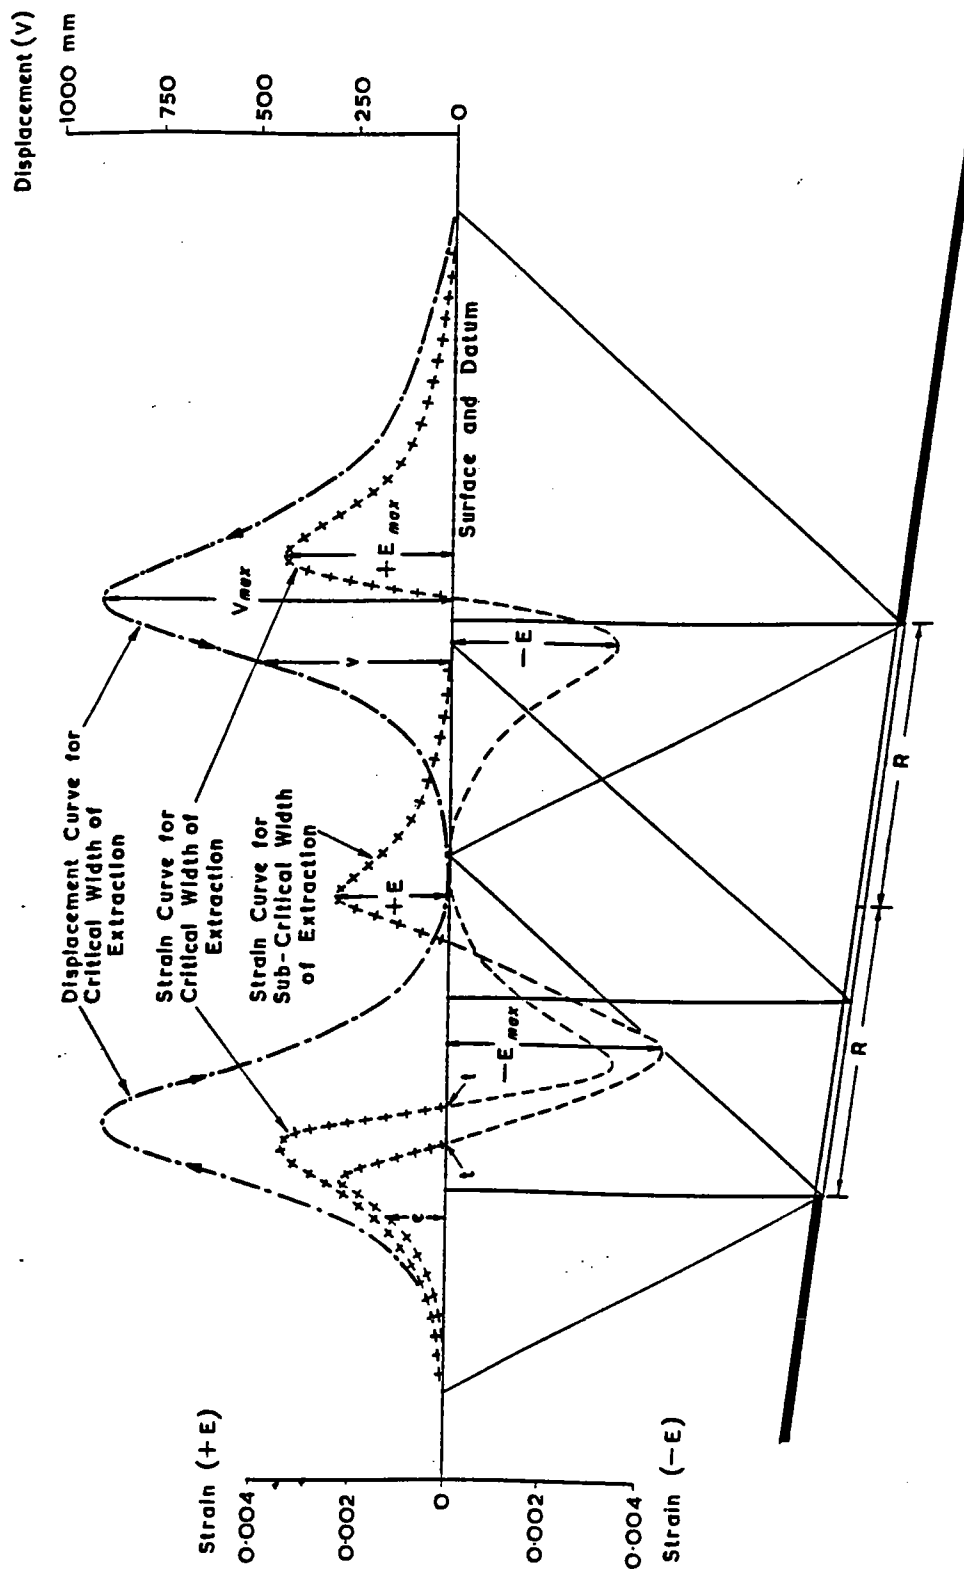 Displacement (V)
1000 mm
750
500
250
0
Displacement Curve for
Critical Width of
Extraction
Strain Curve for
Critical Width of
Extraction
Strain Curve for
Sub-Critical Width
of Extraction
Vmax
v
+E max
+E
-E
-E max
e
t
t
Surface and Datum
R
R
Strain (+E)
0·004
0·002
0
0·002
0·004
Strain (-E)